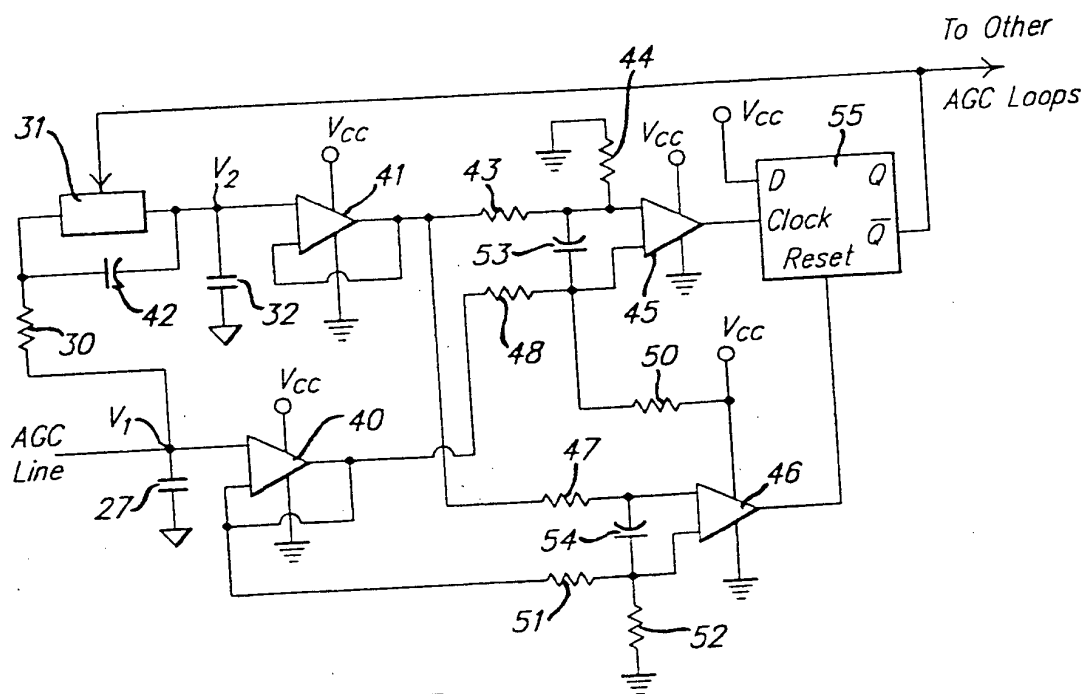 To Other
AGC Loops
44
VCC
VCC
55
31
V2
VCC
41
43
D Q
Clock Q
Reset
53
45
42
32
48
30
VCC
50
V1
VCC
40
AGC
Line
47
46
27
54
51
52